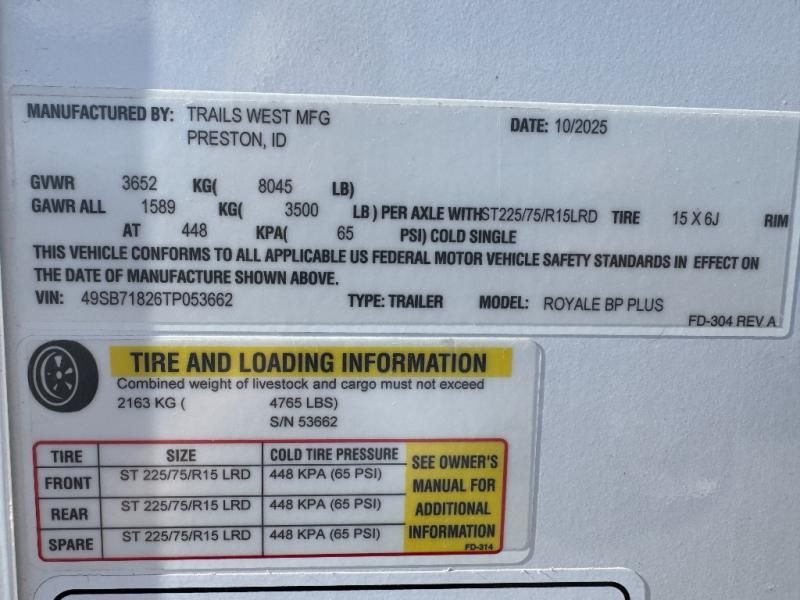 MANUFACTURED BY: TRAILS WEST MFG DATE: 10/2025
PRESTON, ID
GVWR 3652 KG( 8045 LB)
GAWR ALL 1589 KG( 3500 LB ) PER AXLE WITH ST225/75/R15LRD TIRE 15 X 6J RIM
AT 448 KPA( 65 PSI) COLD SINGLE
THIS VEHICLE CONFORMS TO ALL APPLICABLE US FEDERAL MOTOR VEHICLE SAFETY STANDARDS IN EFFECT ON
THE DATE OF MANUFACTURE SHOWN ABOVE.
VIN: 49SB71826TP053662 TYPE: TRAILER MODEL: ROYALE BP PLUS
FD-304 REV A
TIRE AND LOADING INFORMATION
Combined weight of livestock and cargo must not exceed
2163 KG ( 4765 LBS)
S/N 53662
TIRE SIZE COLD TIRE PRESSURE
FRONT ST 225/75/R15 LRD 448 KPA (65 PSI)
REAR ST 225/75/R15 LRD 448 KPA (65 PSI)
SPARE ST 225/75/R15 LRD 448 KPA (65 PSI)
SEE OWNER'S
MANUAL FOR
ADDITIONAL
INFORMATION
FD-314